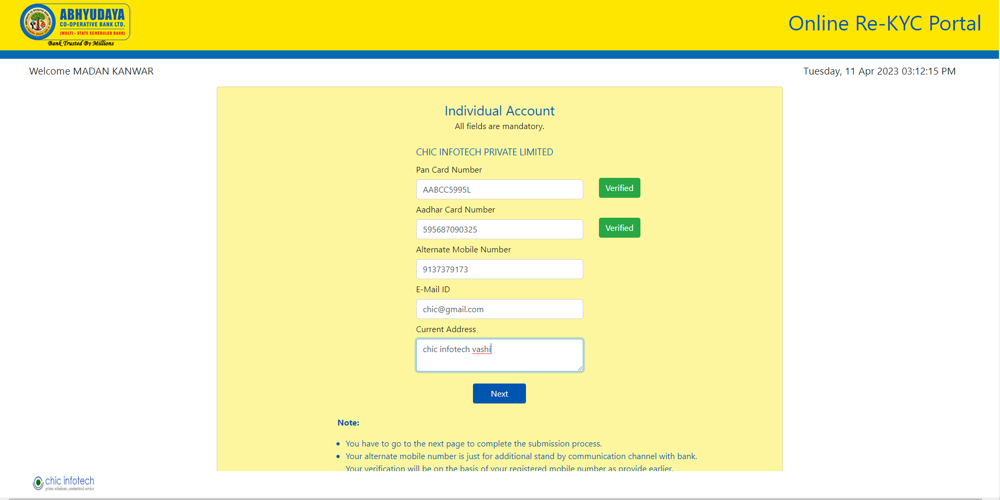 ABHYUDAYA
CO-OPERATIVE BANK LTD.
(MULTI - STATE SCHEDULED BANK)
Bank Trusted By Millions
Online Re-KYC Portal
Welcome MADAN KANWAR
Tuesday, 11 Apr 2023 03:12:15 PM
Individual Account
All fields are mandatory.
CHIC INFOTECH PRIVATE LIMITED
Pan Card Number
AABCC5995L
Verified
Aadhar Card Number
595687090325
Verified
Alternate Mobile Number
9137379173
E-Mail ID
chic@gmail.com
Current Address
chic infotech vashi
Next
Note:
You have to go to the next page to complete the submission process.
Your alternate mobile number is just for additional stand by communication channel with bank.
Your verification will be on the basis of your registered mobile number as provide earlier.
chic infotech
prime solutions, committed service